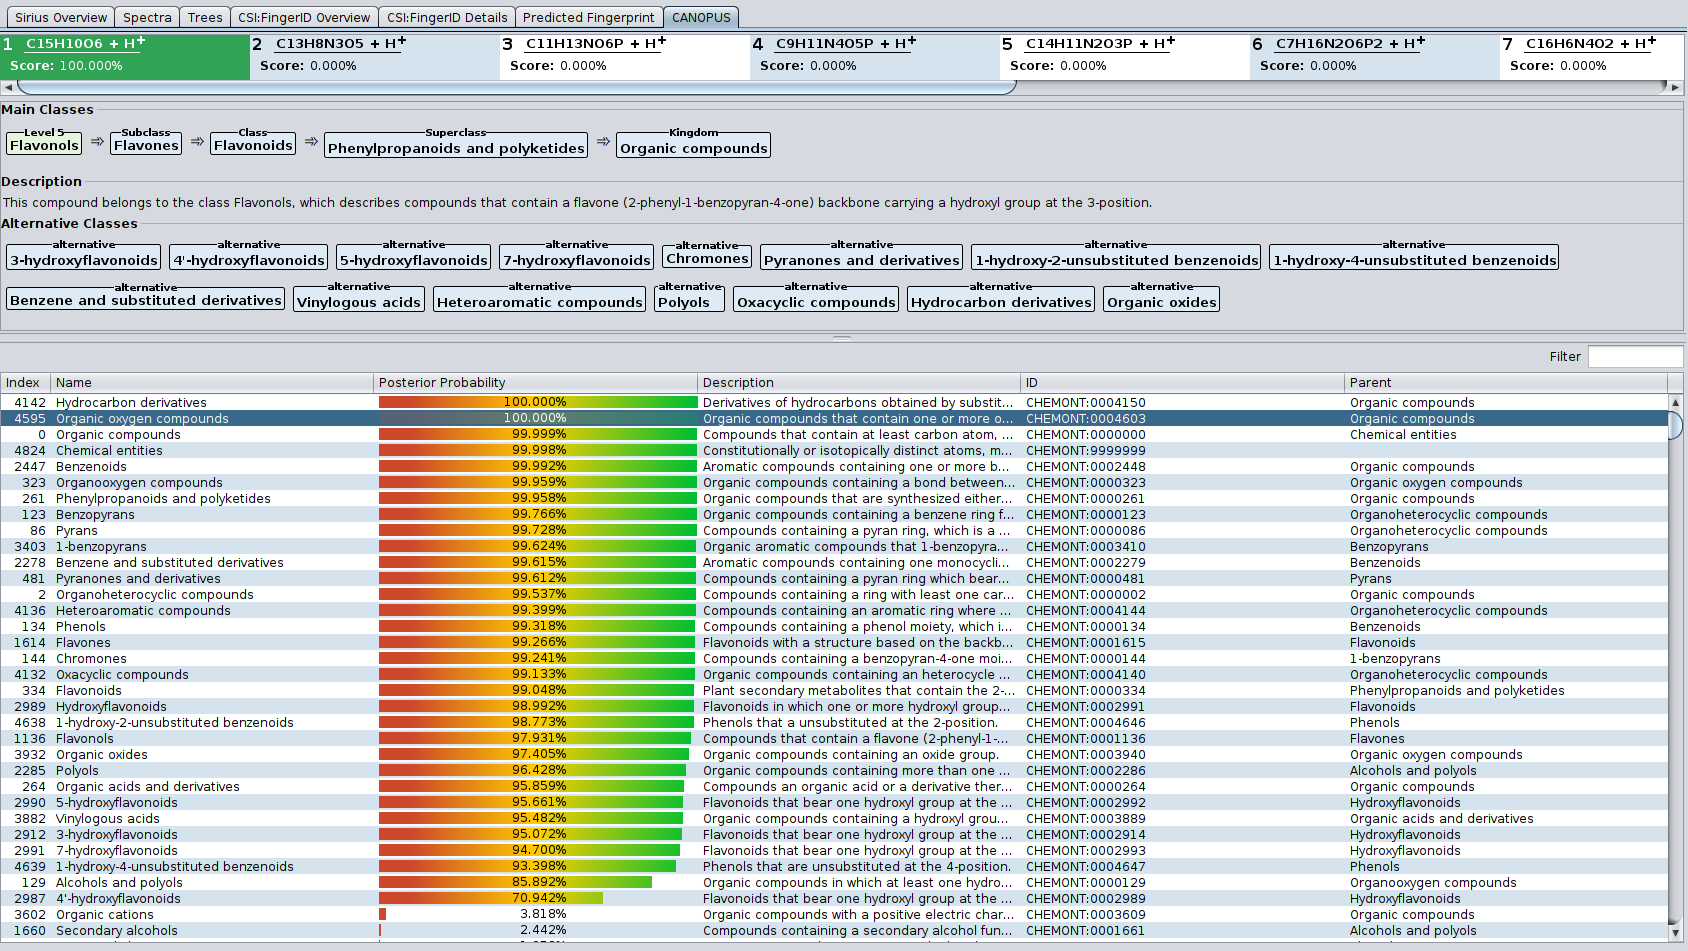 Sirius Overview Spectra Trees CSI:FingerID Overview CSI:FingerID Details Predicted Fingerprint CANOPUS
1 C15H10O6 + H+ 2 C13H8N3O5 + H+ 3 C11H13NO6P + H+ 4 C9H11N4O5P + H+ 5 C14H11N2O3P + H+ 6 C7H16N2O6P2 + H+ 7 C16H6N4O2 + H+
Score: 100.000% Score: 0.000% Score: 0.000% Score: 0.000% Score: 0.000% Score: 0.000% Score: 0.000%
Main Classes
Level 5 Subclass Class Superclass Kingdom
Flavonols ⇒ Flavones ⇒ Flavonoids ⇒ Phenylpropanoids and polyketides ⇒ Organic compounds
Description
This compound belongs to the class Flavonols, which describes compounds that contain a flavone (2-phenyl-1-benzopyran-4-one) backbone carrying a hydroxyl group at the 3-position.
Alternative Classes
alternative alternative alternative alternative alternative alternative alternative alternative
3-hydroxyflavonoids 4'-hydroxyflavonoids 5-hydroxyflavonoids 7-hydroxyflavonoids Chromones Pyranones and derivatives 1-hydroxy-2-unsubstituted benzenoids 1-hydroxy-4-unsubstituted benzenoids
alternative alternative alternative alternative alternative alternative alternative
Benzene and substituted derivatives Vinylogous acids Heteroaromatic compounds Polyols Oxacyclic compounds Hydrocarbon derivatives Organic oxides
Filter
Index Name Posterior Probability Description ID Parent
4142 Hydrocarbon derivatives 100.000% Derivatives of hydrocarbons obtained by substit... CHEMONT:0004150 Organic compounds
4595 Organic oxygen compounds 100.000% Organic compounds that contain one or more o... CHEMONT:0004603 Organic compounds
0 Organic compounds 99.999% Compounds that contain at least carbon atom, ... CHEMONT:0000000 Chemical entities
4824 Chemical entities 99.998% Constitutionally or isotopically distinct atoms, m... CHEMONT:9999999
2447 Benzenoids 99.992% Aromatic compounds containing one or more b... CHEMONT:0002448 Organic compounds
323 Organooxygen compounds 99.959% Organic compounds containing a bond between... CHEMONT:0000323 Organic oxygen compounds
261 Phenylpropanoids and polyketides 99.958% Organic compounds that are synthesized either... CHEMONT:0000261 Organic compounds
123 Benzopyrans 99.766% Organic compounds containing a benzene ring f... CHEMONT:0000123 Organoheterocyclic compounds
86 Pyrans 99.728% Compounds containing a pyran ring, which is a ... CHEMONT:0000086 Organoheterocyclic compounds
3403 1-benzopyrans 99.624% Organic aromatic compounds that 1-benzopyra... CHEMONT:0003410 Benzopyrans
2278 Benzene and substituted derivatives 99.615% Aromatic compounds containing one monocycli... CHEMONT:0002279 Benzenoids
481 Pyranones and derivatives 99.612% Compounds containing a pyran ring which bear... CHEMONT:0000481 Pyrans
2 Organoheterocyclic compounds 99.537% Compounds containing a ring with least one car... CHEMONT:0000002 Organic compounds
4136 Heteroaromatic compounds 99.399% Compounds containing an aromatic ring where ... CHEMONT:0004144 Organoheterocyclic compounds
134 Phenols 99.318% Compounds containing a phenol moiety, which i... CHEMONT:0000134 Benzenoids
1614 Flavones 99.266% Flavonoids with a structure based on the backb... CHEMONT:0001615 Flavonoids
144 Chromones 99.241% Compounds containing a benzopyran-4-one moi... CHEMONT:0000144 1-benzopyrans
4132 Oxacyclic compounds 99.133% Organic compounds containing an heterocycle ... CHEMONT:0004140 Organoheterocyclic compounds
334 Flavonoids 99.048% Plant secondary metabolites that contain the 2-... CHEMONT:0000334 Phenylpropanoids and polyketides
2989 Hydroxyflavonoids 98.992% Flavonoids in which one or more hydroxyl group... CHEMONT:0002991 Flavonoids
4638 1-hydroxy-2-unsubstituted benzenoids 98.773% Phenols that a unsubstituted at the 2-position. CHEMONT:0004646 Phenols
1136 Flavonols 97.931% Compounds that contain a flavone (2-phenyl-1-... CHEMONT:0001136 Flavones
3932 Organic oxides 97.405% Organic compounds containing an oxide group. CHEMONT:0003940 Organic oxygen compounds
2285 Polyols 96.428% Organic compounds containing more than one ... CHEMONT:0002286 Alcohols and polyols
264 Organic acids and derivatives 95.859% Compounds an organic acid or a derivative ther... CHEMONT:0000264 Organic compounds
2990 5-hydroxyflavonoids 95.661% Flavonoids that bear one hydroxyl group at the ... CHEMONT:0002992 Hydroxyflavonoids
3882 Vinylogous acids 95.482% Organic compounds containing a hydroxyl grou... CHEMONT:0003889 Organic acids and derivatives
2912 3-hydroxyflavonoids 95.072% Flavonoids that bear one hydroxyl group at the ... CHEMONT:0002914 Hydroxyflavonoids
2991 7-hydroxyflavonoids 94.700% Flavonoids that bear one hydroxyl group at the ... CHEMONT:0002993 Hydroxyflavonoids
4639 1-hydroxy-4-unsubstituted benzenoids 93.398% Phenols that are unsubstituted at the 4-position. CHEMONT:0004647 Phenols
129 Alcohols and polyols 85.892% Organic compounds in which at least one hydro... CHEMONT:0000129 Organooxygen compounds
2987 4'-hydroxyflavonoids 70.942% Flavonoids that bear one hydroxyl group at the ... CHEMONT:0002989 Hydroxyflavonoids
3602 Organic cations 3.818% Organic compounds with a positive electric char... CHEMONT:0003609 Organic compounds
1660 Secondary alcohols 2.442% Compounds containing a secondary alcohol fun... CHEMONT:0001661 Alcohols and polyols